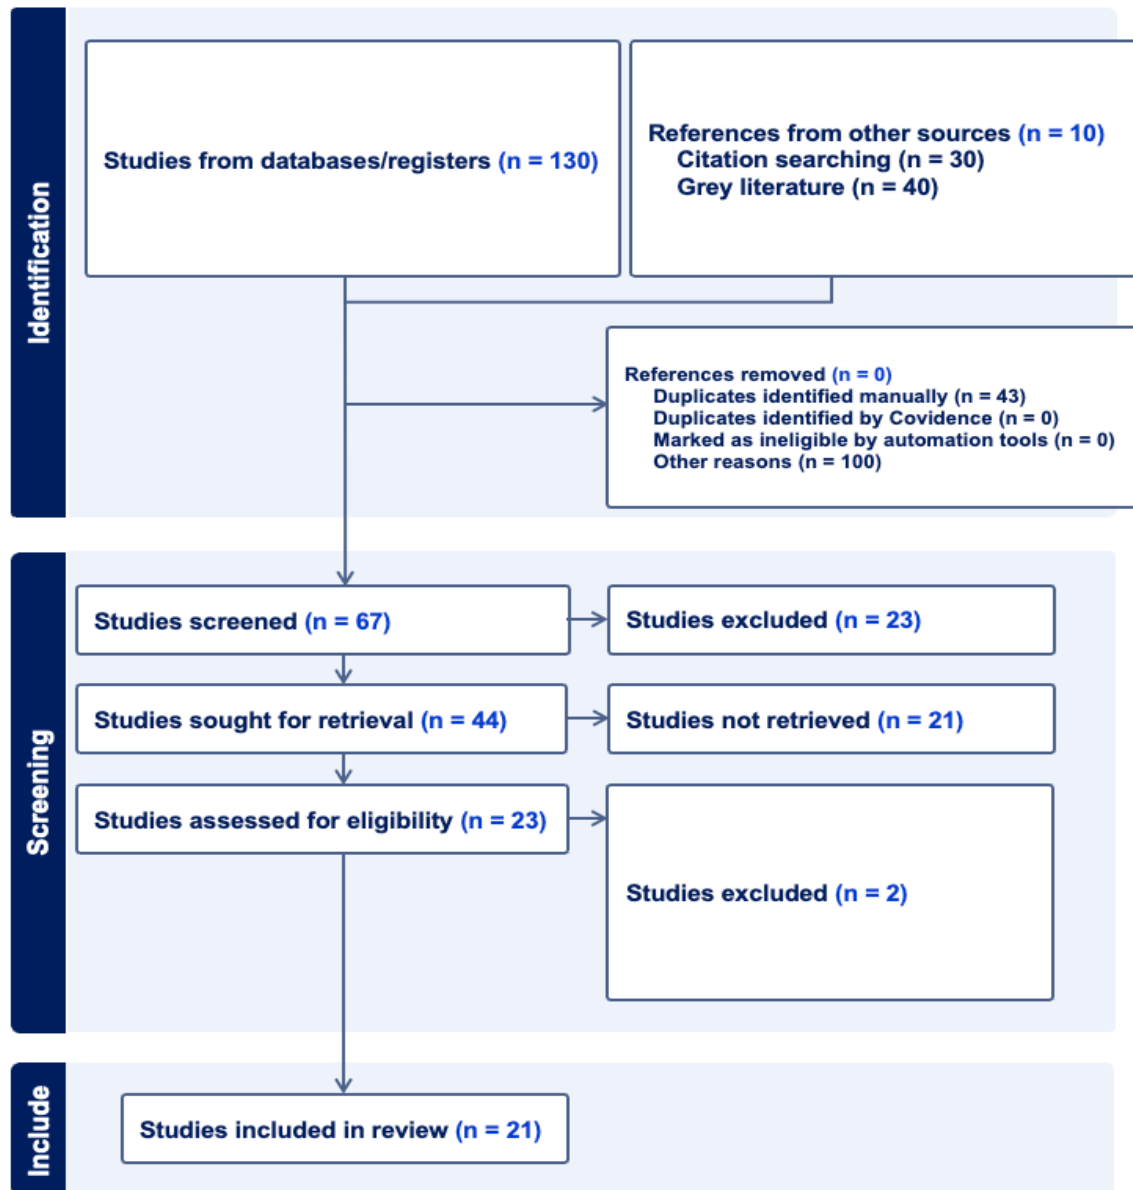 Identification
Studies from databases/registers (n = 130)
References from other sources (n = 10)
Citation searching (n = 30)
Grey literature (n = 40)
References removed (n = 0)
Duplicates identified manually (n = 43)
Duplicates identified by Covidence (n = 0)
Marked as ineligible by automation tools (n = 0)
Other reasons (n = 100)
Screening
Studies screened (n = 67)
Studies excluded (n = 23)
Studies sought for retrieval (n = 44)
Studies not retrieved (n = 21)
Studies assessed for eligibility (n = 23)
Studies excluded (n = 2)
Include
Studies included in review (n = 21)